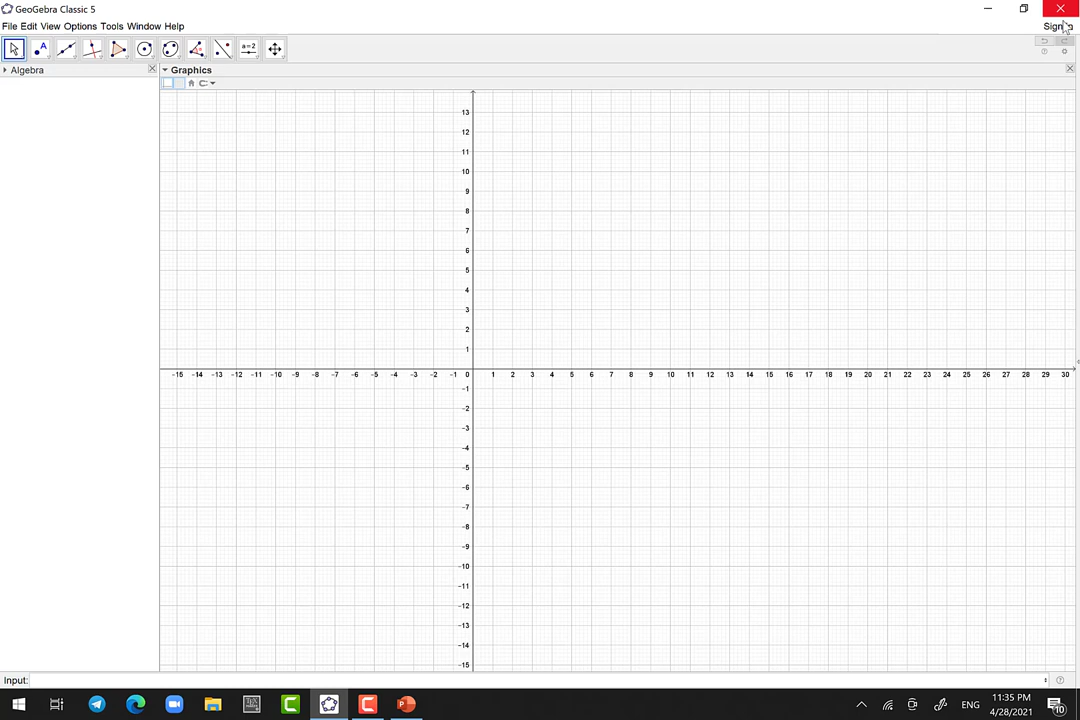 GeoGebra Classic 5
File Edit View Options Tools Window Help
Sign
A
a=2
Algebra
Graphics
13
12
11
10
9
8
7
6
5
4
3
2
1
-15 -14 -13 -12 -11 -10 -9 -8 -7 -6 -5 -4 -3 -2 -1 0 1 2 3 4 5 6 7 8 9 10 11 12 13 14 15 16 17 18 19 20 21 22 23 24 25 26 27 28 29 30
-1
-2
-3
-4
-5
-6
-7
-8
-9
-10
-11
-12
-13
-14
-15
Input:
11:35 PM
ENG
4/28/2021
10